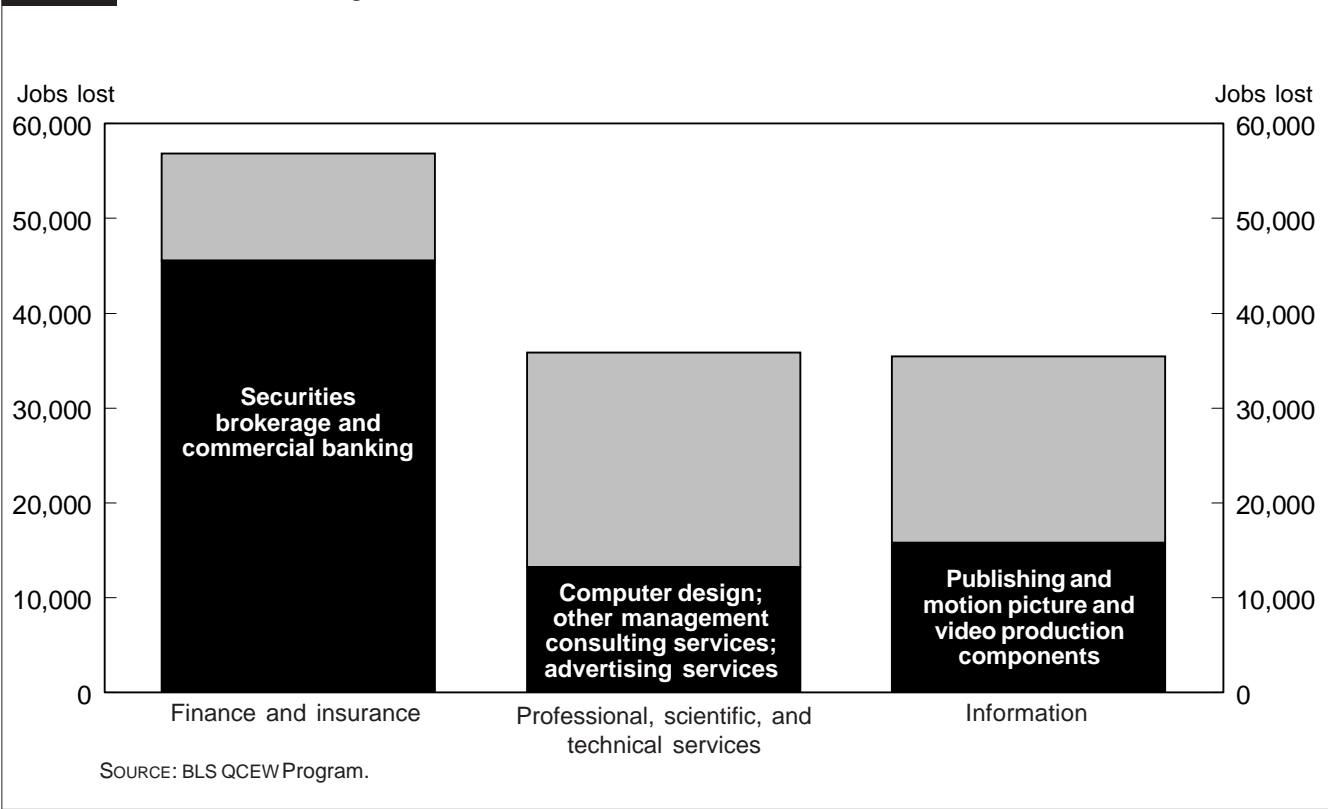 Jobs lost
Jobs lost
60,000
60,000
50,000
50,000
40,000
40,000
30,000
30,000
20,000
20,000
10,000
10,000
0
0
Securities
brokerage and
commercial banking
Computer design;
other management
consulting services;
advertising services
Publishing and
motion picture and
video production
components
Finance and insurance
Professional, scientific, and
technical services
Information
SOURCE: BLS QCEW Program.